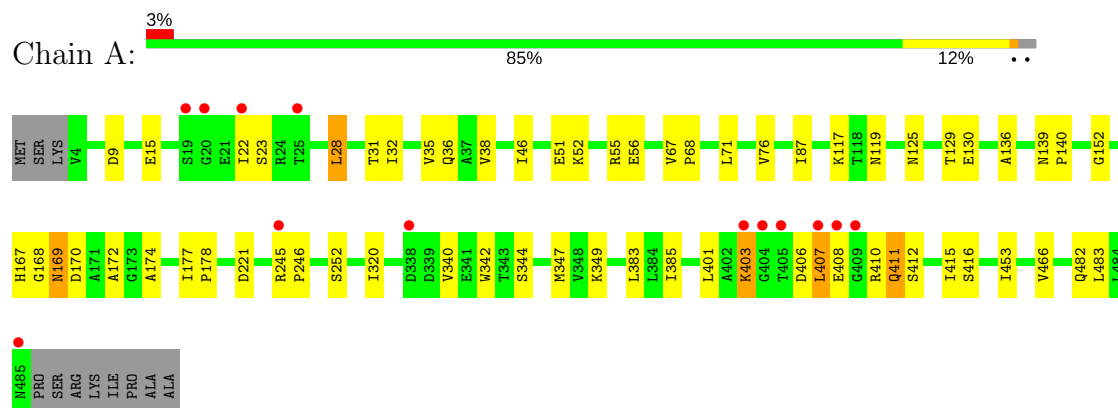 3%
Chain A:
85% 12% • •
MET SER LYS V4 D9 E15 S19 G20 E21 I22 S23 R24 T25 L28 T31 I32 V35 Q36 A37 V38 I46 E51 K52 R55 E56 V67 P68 L71 V76 I87 K117 T118 N119 N125 T129 E130 A136 N139 P140 G152
H167 G168 N169 D170 A171 A172 G173 A174 I177 P178 D221 R245 P246 S252 I320 D338 D339 V340 E341 W342 T343 S344 M347 V348 K349 L383 L384 I385 L401 A402 K403 G404 T405 D406 L407 E408 G409 R410 Q411 S412 I415 S416 I453 V466 Q482 L483 L484
N485 PRO SER ARG LYS ILE PRO ALA ALA